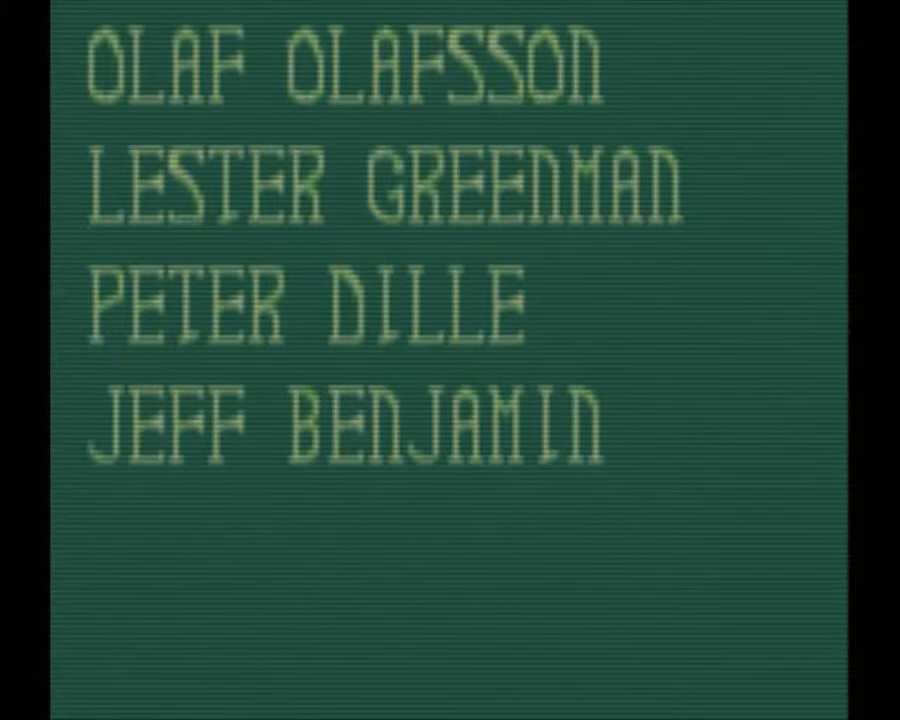 OLAF OLAFSSON
LESTER GREENMAN
PETER DILLE
JEFF BENJAMIN